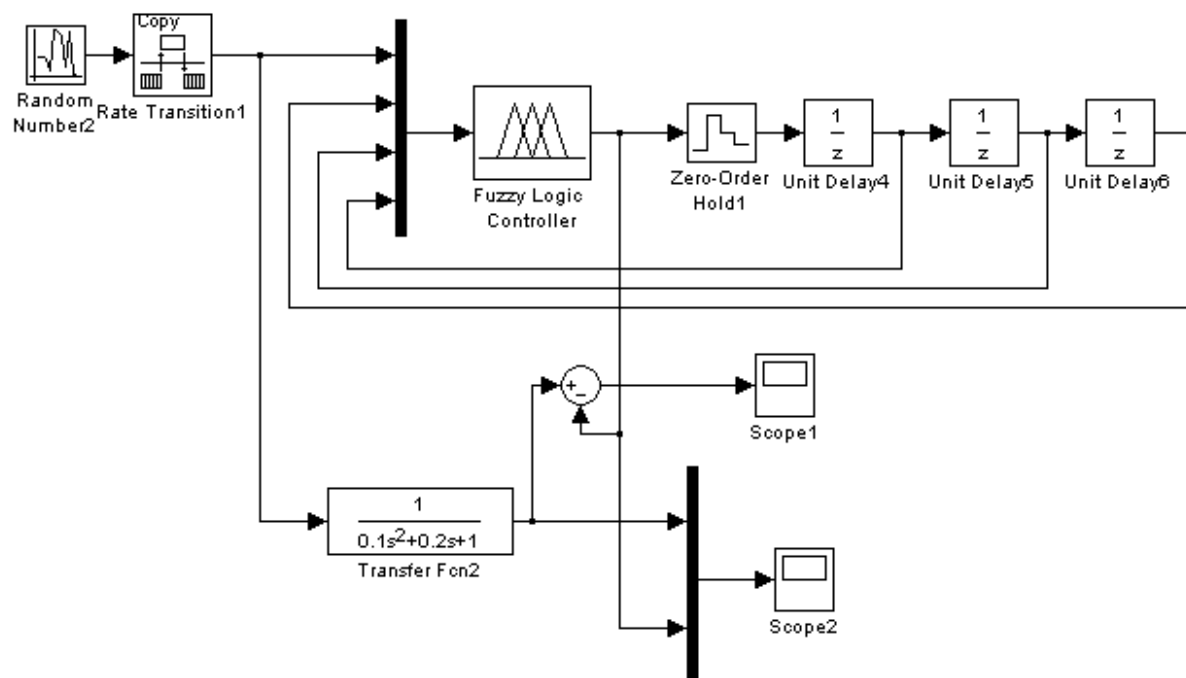 Copy
Random
Number2
Rate Transition1
Fuzzy Logic
Controller
Zero-Order
Hold1
1
z
Unit Delay4
1
z
Unit Delay5
1
z
Unit Delay6
+
−
Scope1
1
0.1s²+0.2s+1
Transfer Fcn2
Scope2